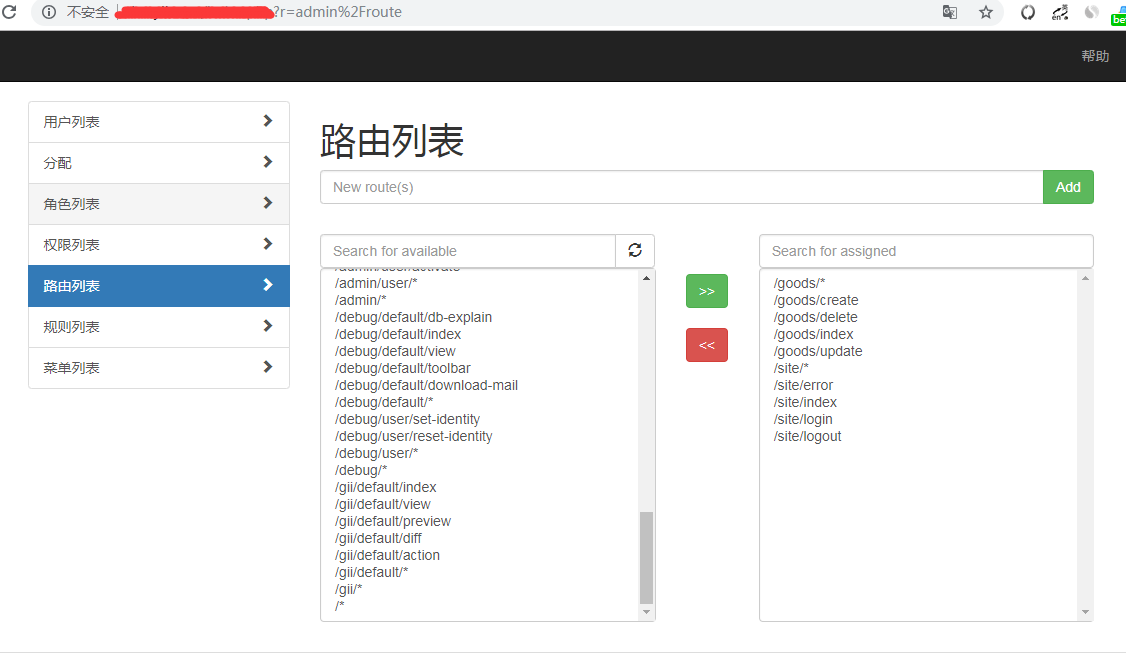 不安全
?r=admin%2Froute
帮助
用户列表
分配
角色列表
权限列表
路由列表
规则列表
菜单列表
路由列表
New route(s)
Add
Search for available
/admin/user/activate
/admin/user/*
/admin/*
/debug/default/db-explain
/debug/default/index
/debug/default/view
/debug/default/toolbar
/debug/default/download-mail
/debug/default/*
/debug/user/set-identity
/debug/user/reset-identity
/debug/user/*
/debug/*
/gii/default/index
/gii/default/view
/gii/default/preview
/gii/default/diff
/gii/default/action
/gii/default/*
/gii/*
/*
>>
<<
Search for assigned
/goods/*
/goods/create
/goods/delete
/goods/index
/goods/update
/site/*
/site/error
/site/index
/site/login
/site/logout